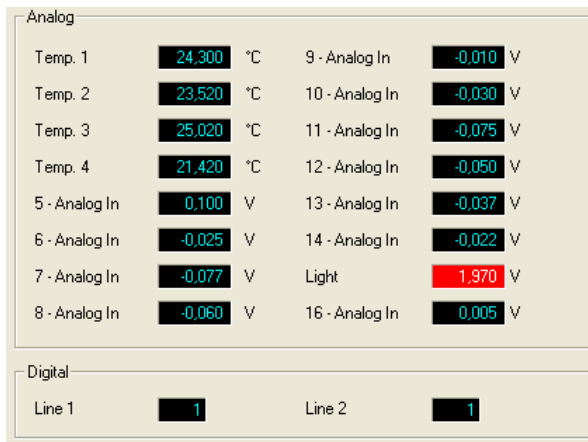 Analog
Temp. 1 24,300 °C 9 - Analog In -0,010 V
Temp. 2 23,520 °C 10 - Analog In -0,030 V
Temp. 3 25,020 °C 11 - Analog In -0,075 V
Temp. 4 21,420 °C 12 - Analog In -0,050 V
5 - Analog In 0,100 V 13 - Analog In -0,037 V
6 - Analog In -0,025 V 14 - Analog In -0,022 V
7 - Analog In -0,077 V Light 1,970 V
8 - Analog In -0,060 V 16 - Analog In 0,005 V
Digital
Line 1 1 Line 2 1